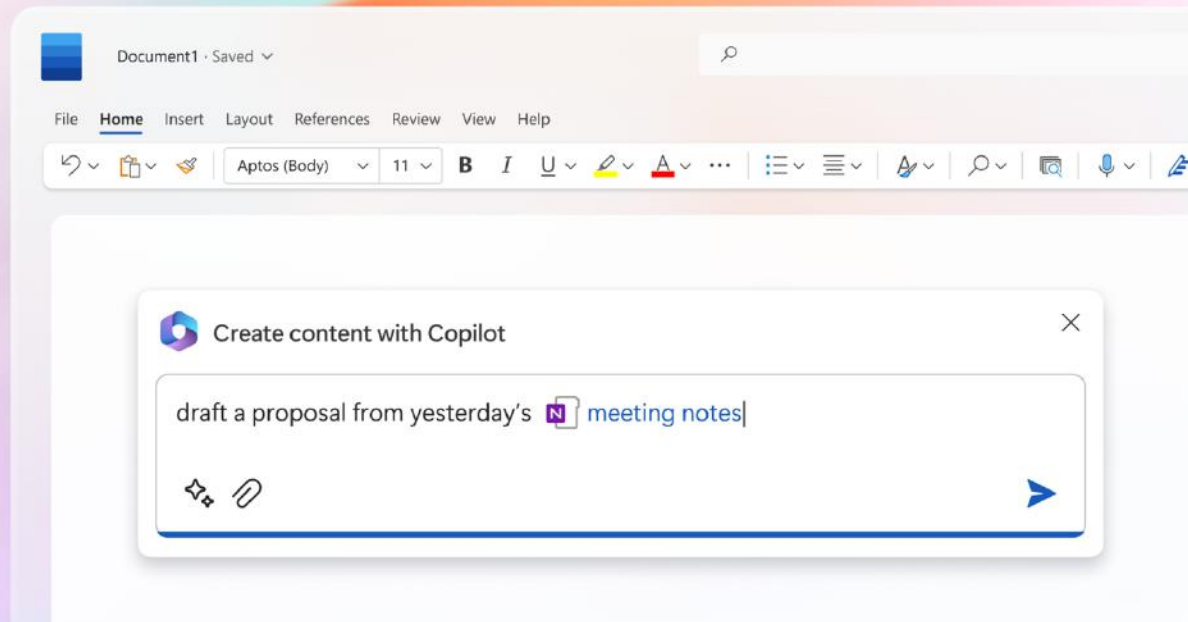 Document1 · Saved
File Home Insert Layout References Review View Help
Aptos (Body) 11 B I U A
Create content with Copilot
draft a proposal from yesterday's N meeting notes